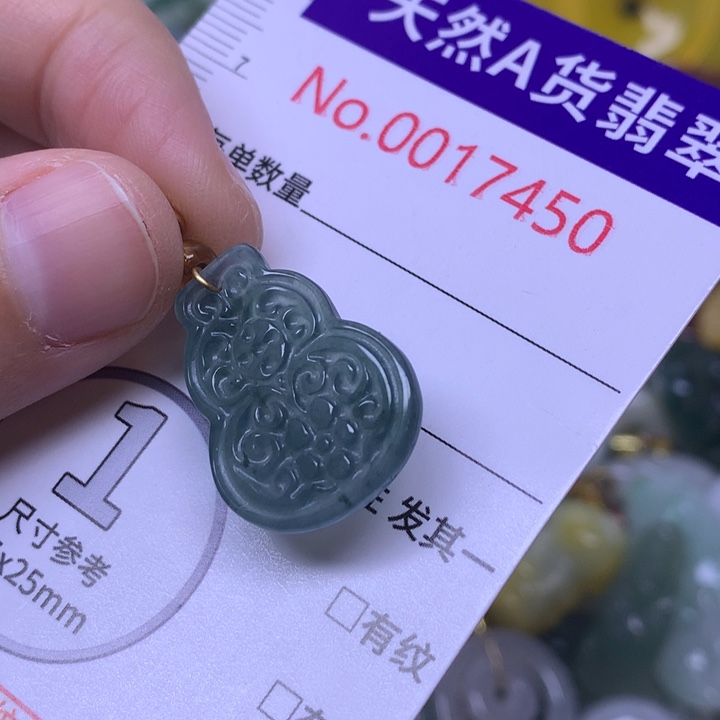 天然A货翡翠
No.0017450
单数量
1
尺寸参考
x25mm
发其一
□有纹